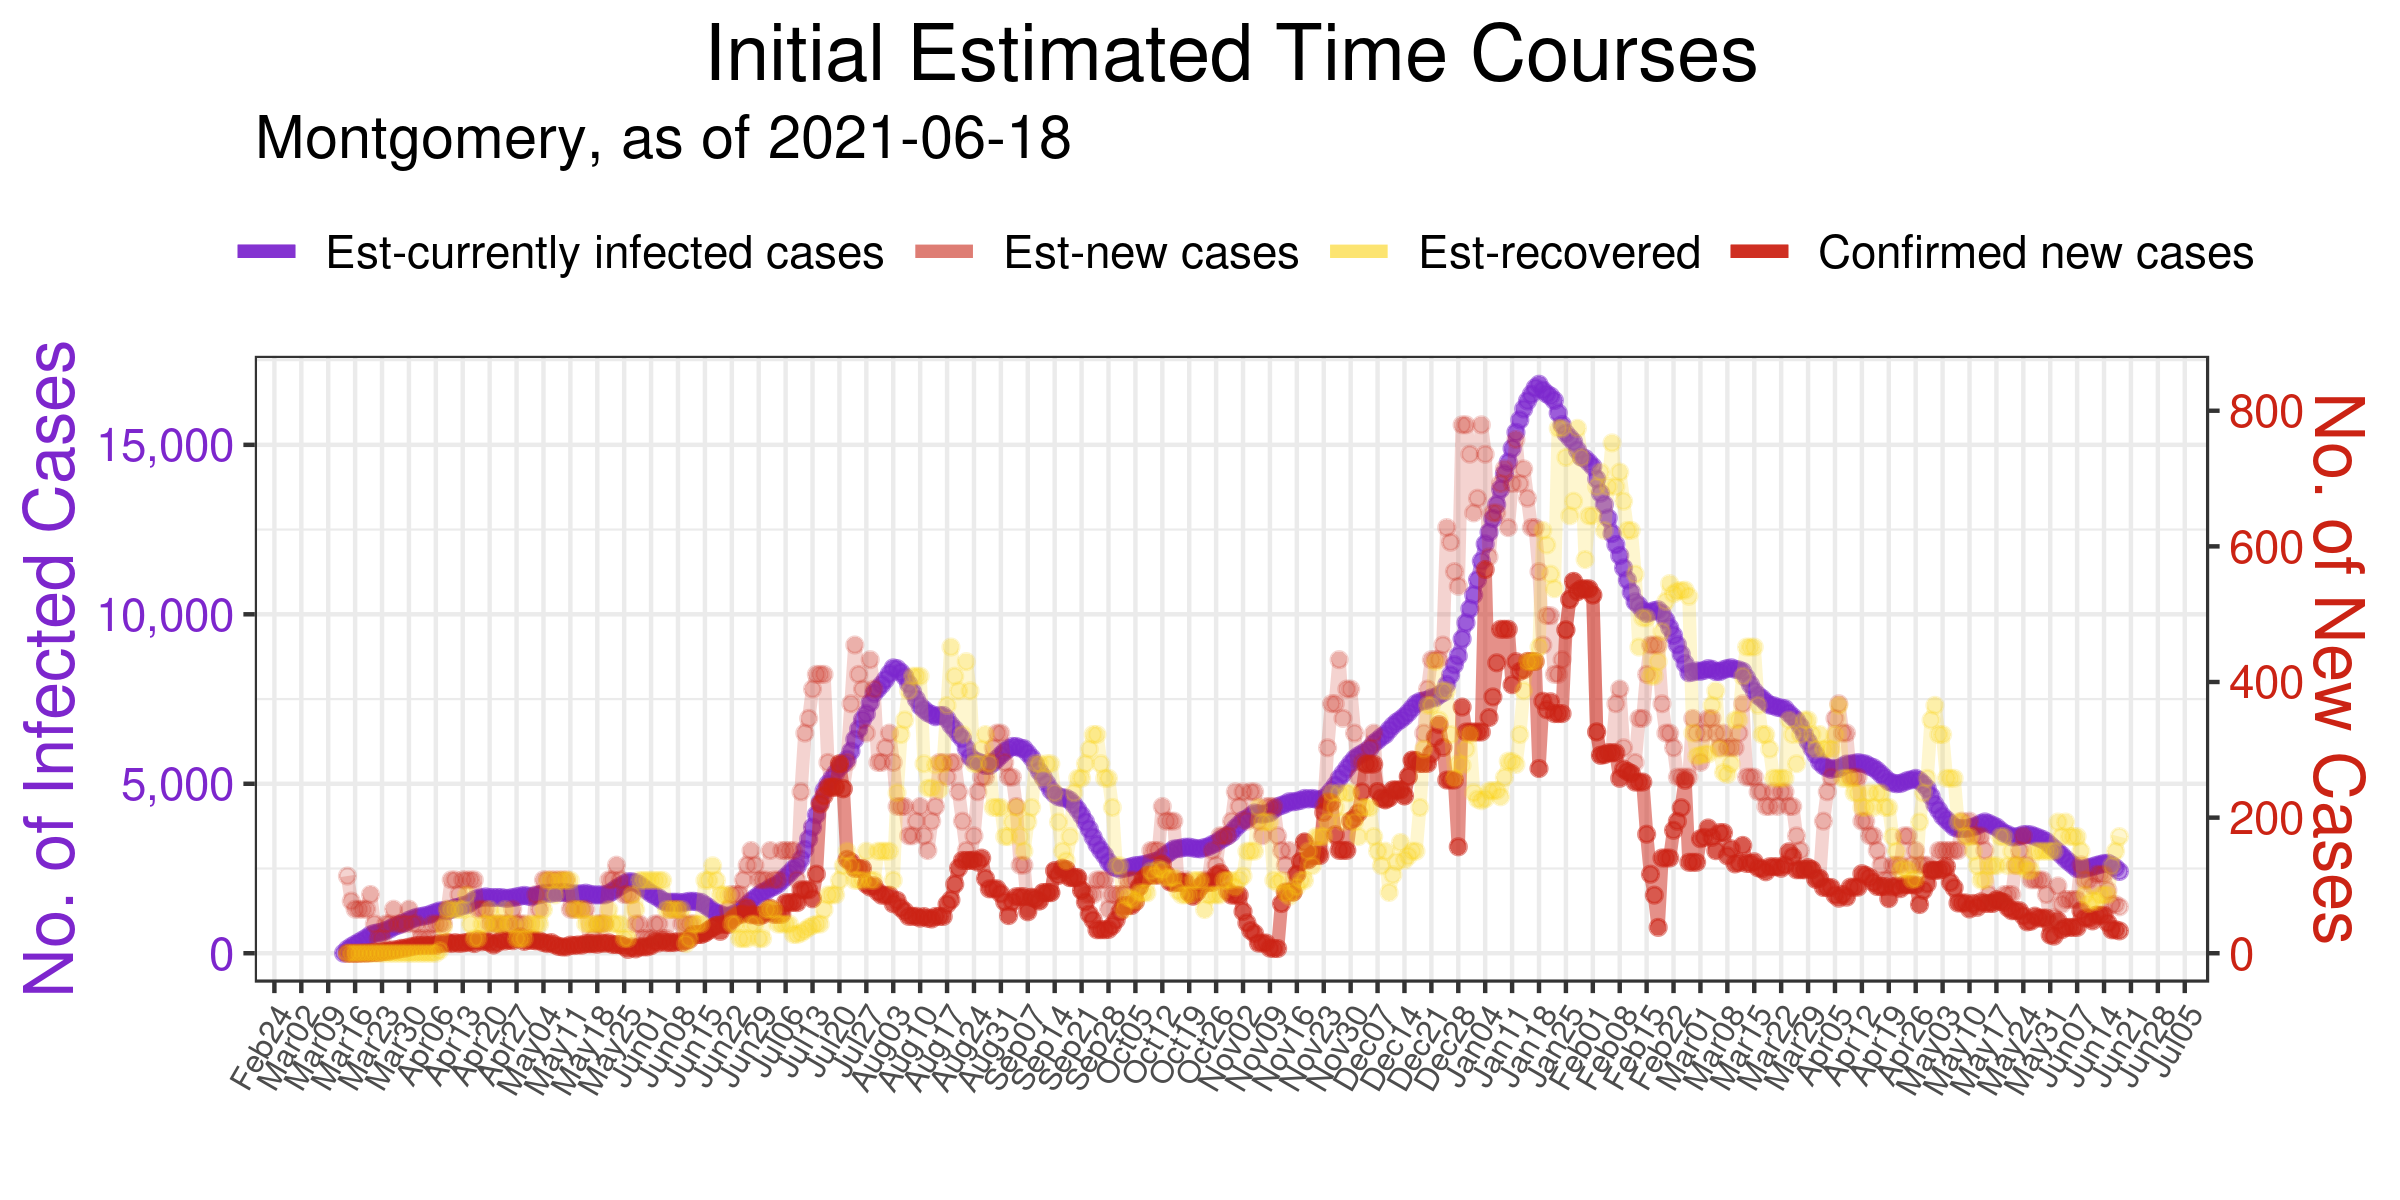 Initial Estimated Time Courses
Montgomery, as of 2021-06-18
Est-currently infected cases Est-new cases Est-recovered Confirmed new cases
No. of Infected Cases
15,000
10,000
5,000
0
800
600
400
200
0
No. of New Cases
Feb24 Mar02 Mar09 Mar16 Mar23 Mar30 Apr06 Apr13 Apr20 Apr27 May04 May11 May18 May25 Jun01 Jun08 Jun15 Jun22 Jun29 Jul06 Jul13 Jul20 Jul27 Aug03 Aug10 Aug17 Aug24 Aug31 Sep07 Sep14 Sep21 Sep28 Oct05 Oct12 Oct19 Oct26 Nov02 Nov09 Nov16 Nov23 Nov30 Dec07 Dec14 Dec21 Dec28 Jan04 Jan11 Jan18 Jan25 Feb01 Feb08 Feb15 Feb22 Mar01 Mar08 Mar15 Mar22 Mar29 Apr05 Apr12 Apr19 Apr26 May03 May10 May17 May24 May31 Jun07 Jun14 Jun21 Jun28 Jul05